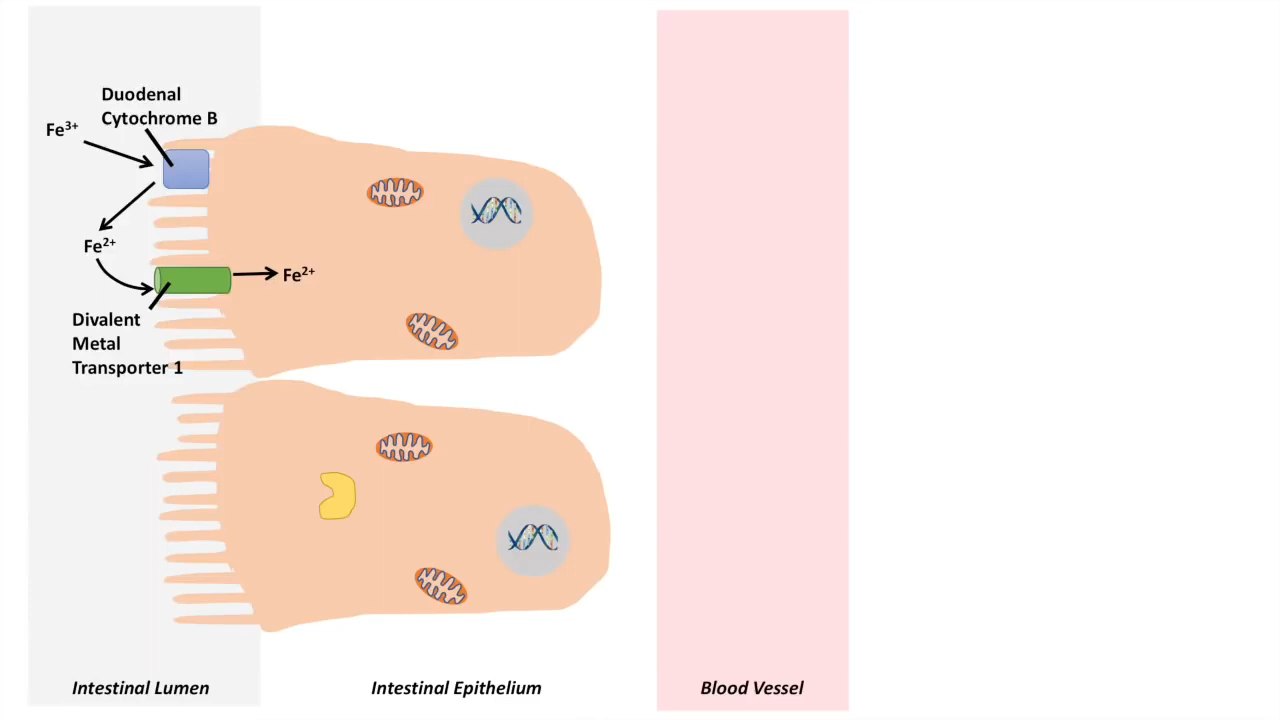 Duodenal
Cytochrome B
Fe³⁺
Fe²⁺
Fe²⁺
Divalent
Metal
Transporter 1
Intestinal Lumen
Intestinal Epithelium
Blood Vessel